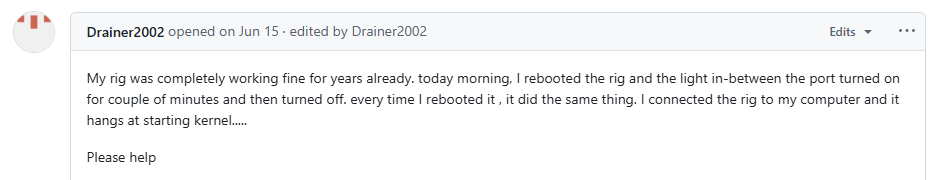 Drainer2002 opened on Jun 15 · edited by Drainer2002 Edits
My rig was completely working fine for years already. today morning, I rebooted the rig and the light in-between the port turned on
for couple of minutes and then turned off. every time I rebooted it , it did the same thing. I connected the rig to my computer and it
hangs at starting kernel.....
Please help